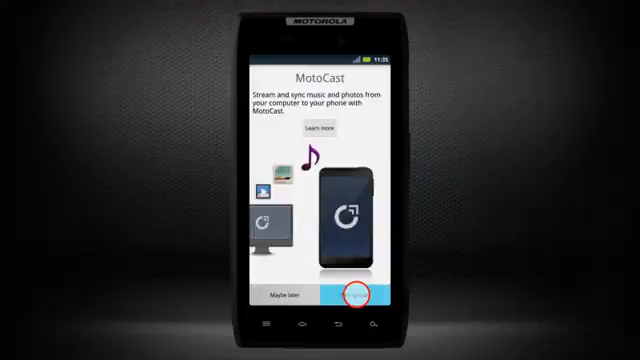 MOTOROLA
11:35
MotoCast
Stream and sync music and photos from
your computer to your phone with
MotoCast.
Learn more
Maybe later